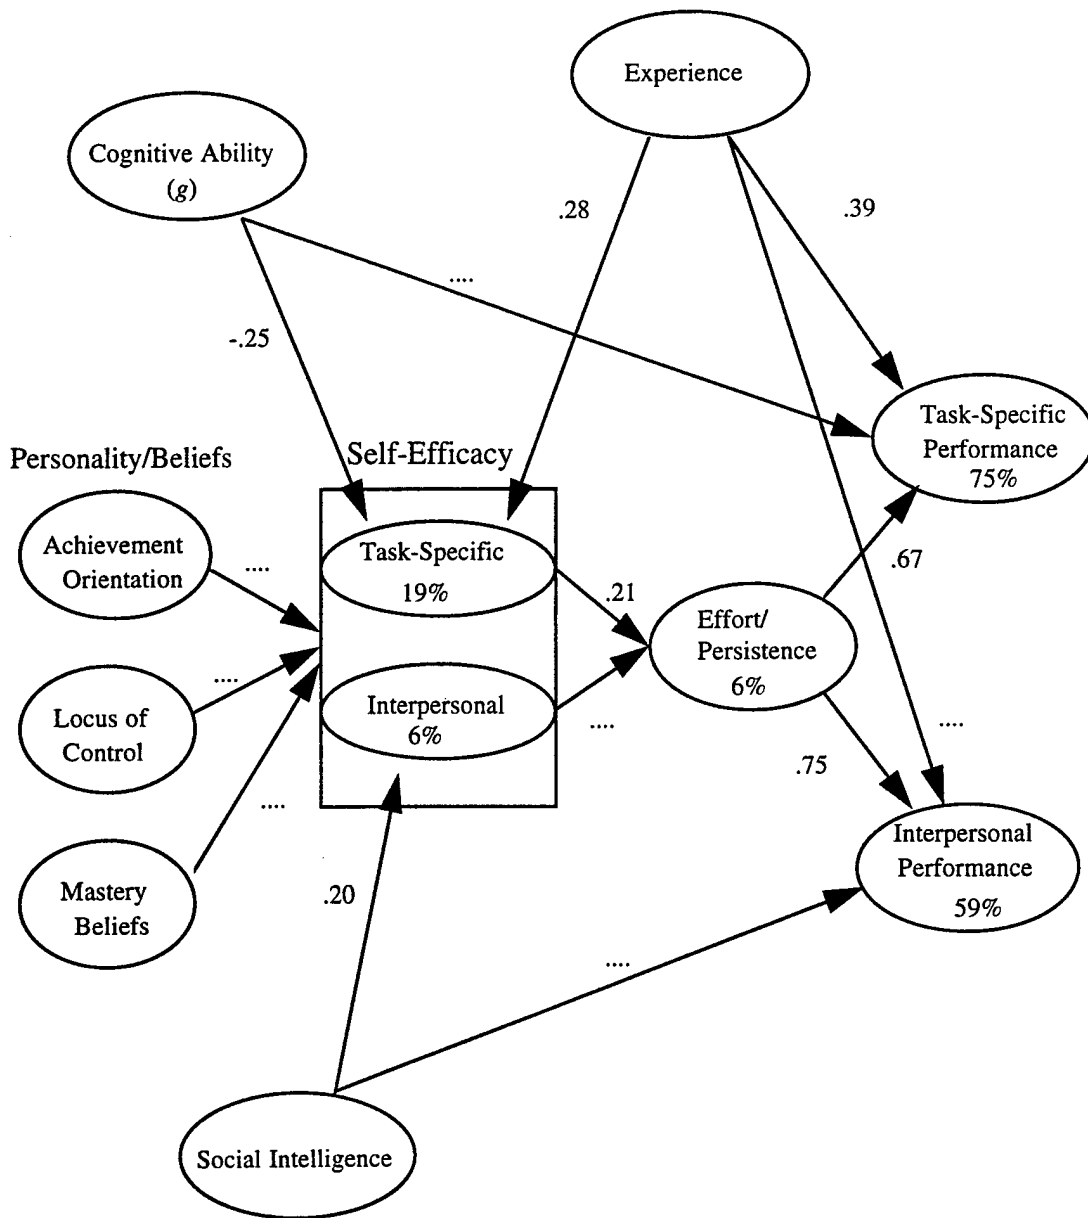 Experience
Cognitive Ability
(g)
.28
.39
....
-.25
Task-Specific
Performance
75%
Personality/Beliefs
Self-Efficacy
Achievement
Orientation
....
Task-Specific
19%
.21
.67
Effort/
Persistence
6%
....
Locus of
Control
Interpersonal
6%
....
....
.75
....
Interpersonal
Performance
59%
Mastery
Beliefs
.20
....
Social Intelligence